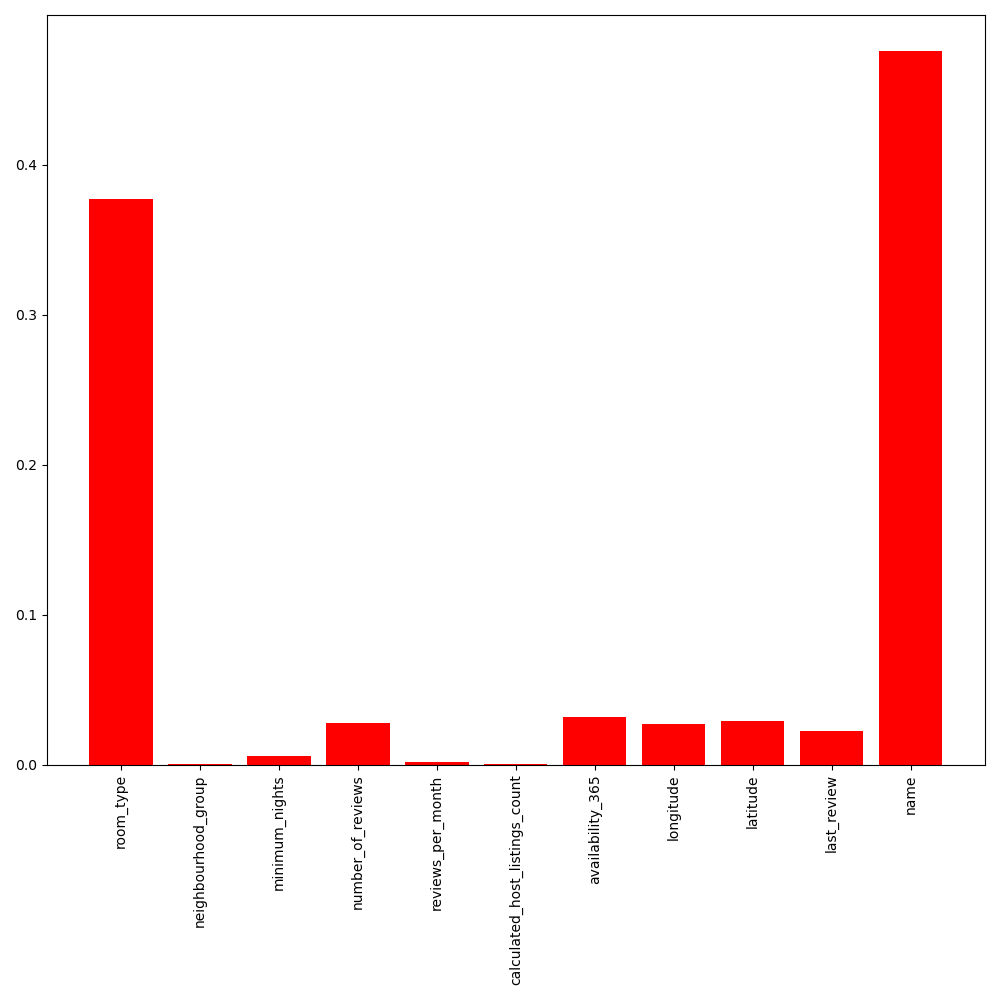 0.4
0.3
0.2
0.1
0.0
room_type
neighbourhood_group
minimum_nights
number_of_reviews
reviews_per_month
calculated_host_listings_count
availability_365
longitude
latitude
last_review
name